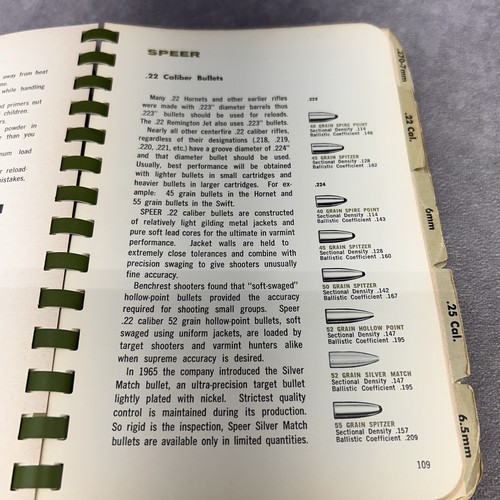 away from heat
while handling
d primers out
children.
powder in
than you
num load
reload-
mistakes,
SPEER
.22 Caliber Bullets
Many .22 Hornets and other earlier rifles
were made with .223" diameter barrels thus
.223" bullets should be used for reloads.
The .22 Remington Jet also uses .223" bullets.
Nearly all other centerfire .22 caliber rifles,
regardless of their designations (.218, .219,
.220, .221, etc.) have a groove diameter of .224"
and that diameter bullet should be used.
Usually, best performance will be obtained
with lighter bullets in small cartridges and
heavier bullets in larger cartridges. For ex-
ample: 45 grain bullets in the Hornet and
55 grain bullets in the Swift.
SPEER .22 caliber bullets are constructed
of relatively light gilding metal jackets and
pure soft lead cores for the ultimate in varmint
performance. Jacket walls are held to
extremely close tolerances and combine with
precision swaging to give shooters unusually
fine accuracy.
Benchrest shooters found that "soft-swaged"
hollow-point bullets provided the accuracy
required for shooting small groups. Speer
.22 caliber 52 grain hollow-point bullets, soft
swaged using uniform jackets, are loaded by
target shooters and varmint hunters alike
when supreme accuracy is desired.
In 1965 the company introduced the Silver
Match bullet, an ultra-precision target bullet
lightly plated with nickel. Strictest quality
control is maintained during its production.
So rigid is the inspection, Speer Silver Match
bullets are available only in limited quantities.
.223
40 GRAIN SPIRE POINT
Sectional Density .114
Ballistic Coefficient
45 GRAIN SPITZER
Sectional Density .128
Ballistic Coefficient
.224
40 GRAIN SPIRE POINT
Sectional Density .114
Ballistic Coefficient .143
45 GRAIN SPITZER
Sectional Density .128
Ballistic Coefficient .160
50 GRAIN SPITZER
Sectional Density .142
Ballistic Coefficient .167
52 GRAIN HOLLOW POINT
Sectional Density .147
Ballistic Coefficient .195
52 GRAIN SILVER MATCH
Sectional Density .147
Ballistic Coefficient .195
55 GRAIN SPITZER
Sectional Density .157
Ballistic Coefficient .209
109
.270-7mm
.22 Cal.
6mm
.25 Cal.
6.5mm